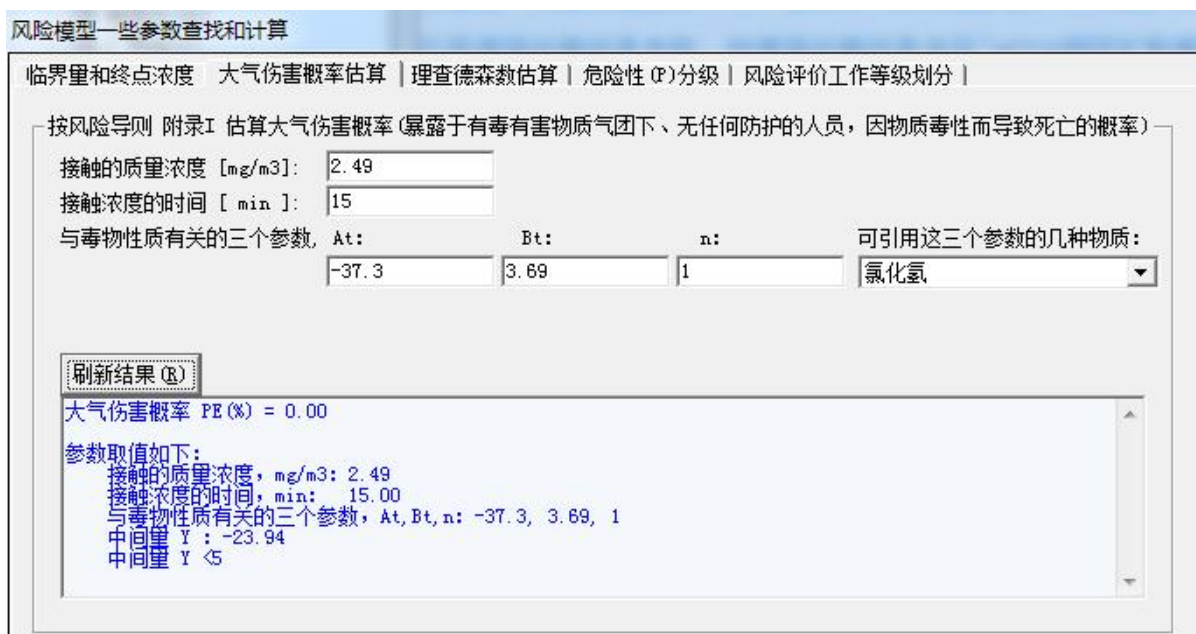 风险模型一些参数查找和计算
临界量和终点浓度 大气伤害概率估算 理查德森数估算 危险性(P)分级 风险评价工作等级划分
按风险导则 附录I 估算大气伤害概率(暴露于有毒有害物质气团下、无任何防护的人员，因物质毒性而导致死亡的概率)
接触的质量浓度 [mg/m3]: 2.49
接触浓度的时间 [ min ]: 15
与毒物性质有关的三个参数, At: Bt: n: 可引用这三个参数的几种物质:
-37.3 3.69 1 氯化氢
刷新结果(R)
大气伤害概率 PE(%) = 0.00
参数取值如下:
接触的质量浓度, mg/m3: 2.49
接触浓度的时间, min: 15.00
与毒物性质有关的三个参数, At,Bt,n: -37.3, 3.69, 1
中间量 Y : -23.94
中间量 Y <5